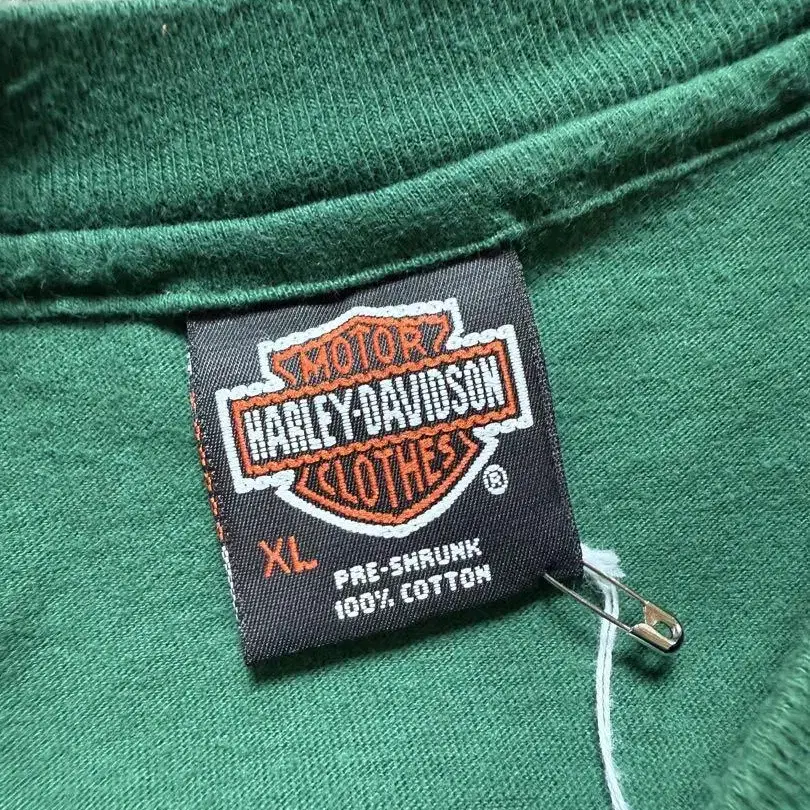 MOTOR
HARLEY-DAVIDSON
CLOTHES
®
XL
PRE-SHRUNK
100% COTTON